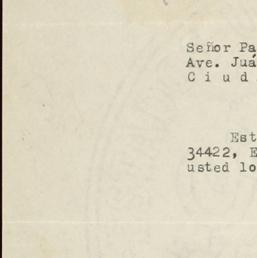 Señor Pa
Ave. Juá
C i u d
Est
34422, E
usted lo